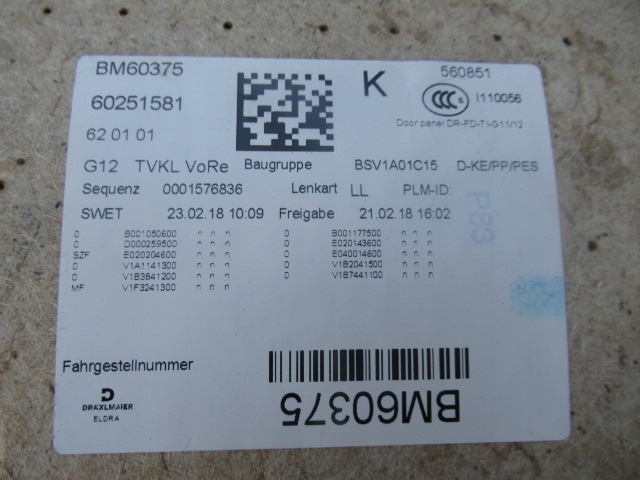 BM60375
K
560851
60251581
CCC S I110056
Door panel DR-FD-TI-G11/12
62 01 01
G12 TVKL VoRe Baugruppe BSV1A01C15 D-KE/PP/PES
Sequenz 0001576836 Lenkart LL PLM-ID:
SWET 23.02.18 10:09 Freigabe 21.02.18 16:02
P83
0 B001050600 n n n 0 B001177500 n n n
0 D000259500 n n n 0 E020143600 n n n
SZF E020204600 n n n 0 E040014600 n n n
0 V1A1141300 n n n 0 V1B2041500 n n n
0 V1B3841200 n n n 0 V1B7441100 n n n
MF V1F3241300 n n n
Fahrgestellnummer
DRÄXLMAIER
ELDRA
BM60375